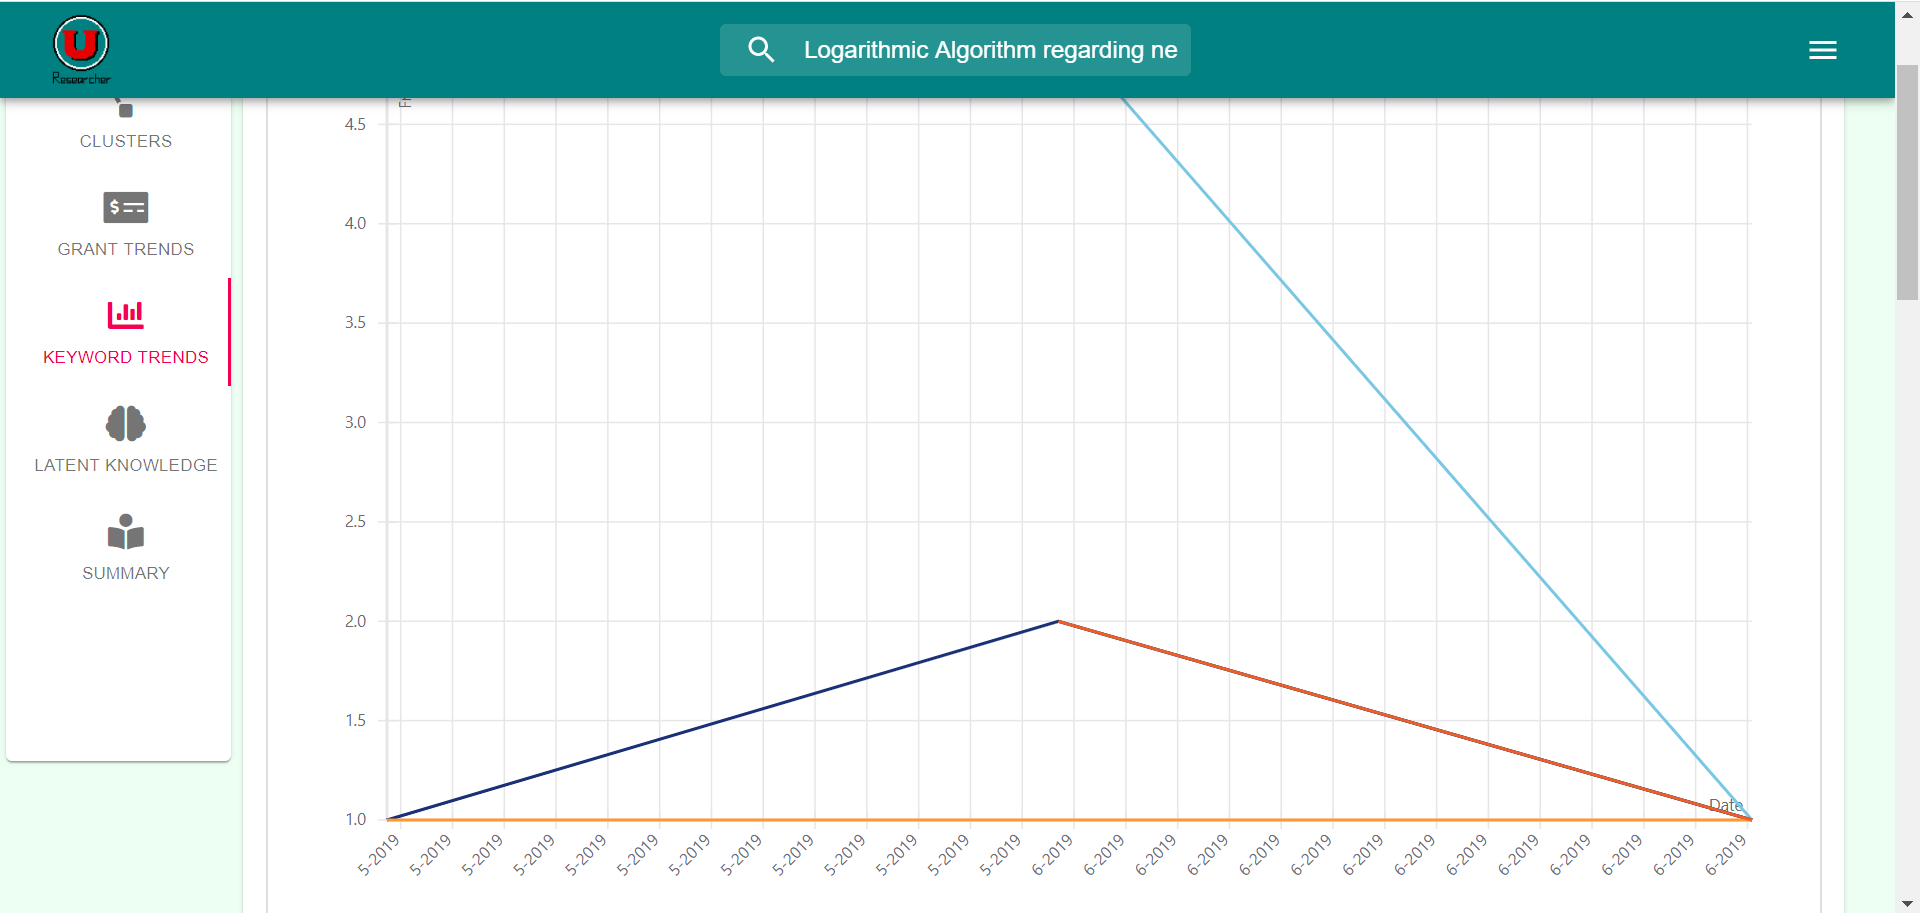 U
Researcher
Logarithmic Algorithm regarding ne
CLUSTERS
GRANT TRENDS
KEYWORD TRENDS
LATENT KNOWLEDGE
SUMMARY
4.5
4.0
3.5
3.0
2.5
2.0
1.5
1.0
Date
5-2019 5-2019 5-2019 5-2019 5-2019 5-2019 5-2019 5-2019 5-2019 5-2019 5-2019 5-2019 5-2019 6-2019 6-2019 6-2019 6-2019 6-2019 6-2019 6-2019 6-2019 6-2019 6-2019 6-2019 6-2019 6-2019 6-2019